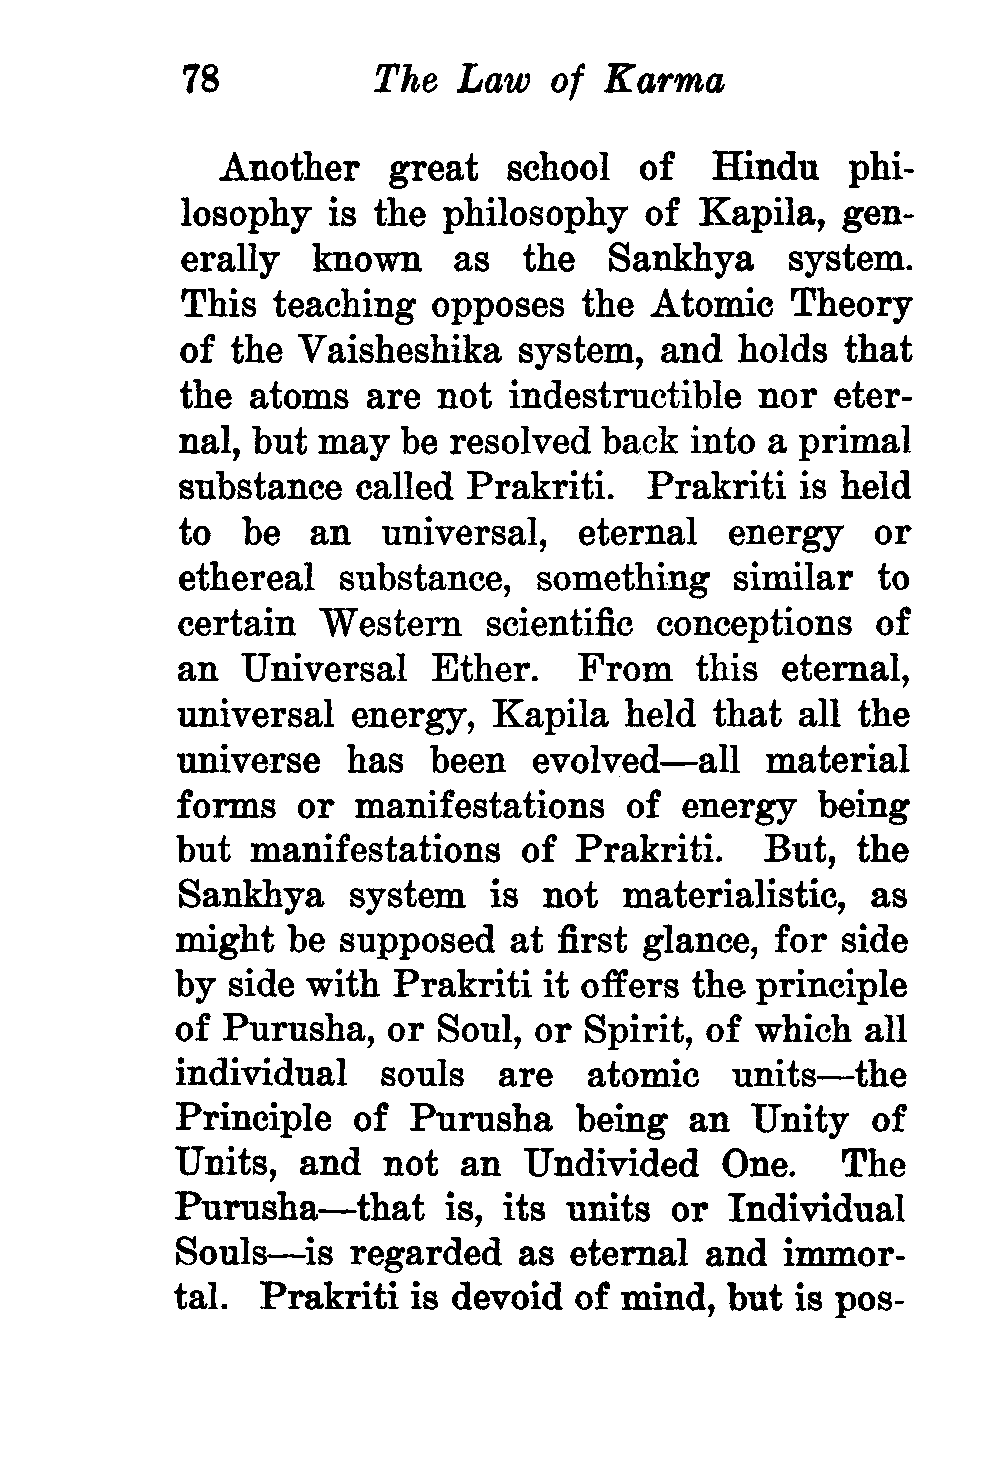 78 The Law of Karma
Another great school of Hindu phi-
losophy is the philosophy of Kapila, gen-
erally known as the Sankhya system.
This teaching opposes the Atomic Theory
of the Vaisheshika system, and holds that
the atoms are not indestructible nor eter-
nal, but may be resolved back into a primal
substance called Prakriti. Prakriti is held
to be an universal, eternal energy or
ethereal substance, something similar to
certain Western scientific conceptions of
an Universal Ether. From this eternal,
universal energy, Kapila held that all the
universe has been evolved—all material
forms or manifestations of energy being
but manifestations of Prakriti. But, the
Sankhya system is not materialistic, as
might be supposed at first glance, for side
by side with Prakriti it offers the principle
of Purusha, or Soul, or Spirit, of which all
individual souls are atomic units—the
Principle of Purusha being an Unity of
Units, and not an Undivided One. The
Purusha—that is, its units or Individual
Souls—is regarded as eternal and immor-
tal. Prakriti is devoid of mind, but is pos-